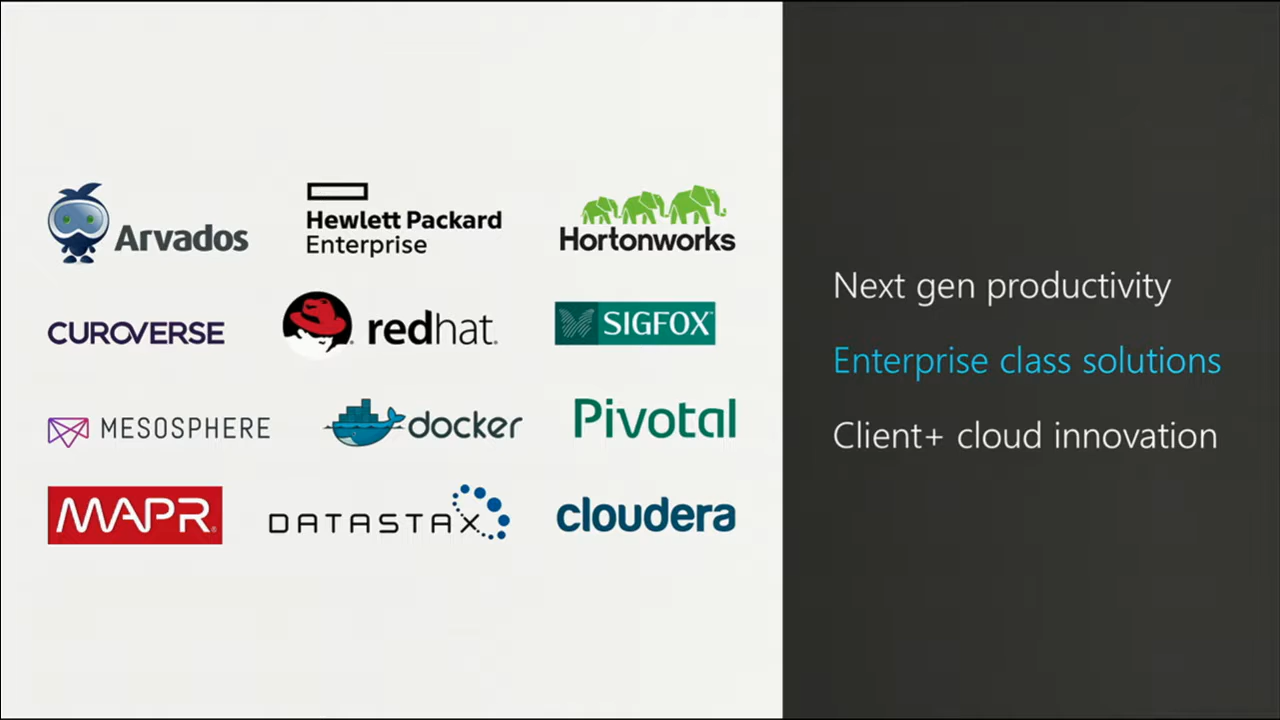 Arvados
Hewlett Packard
Enterprise
Hortonworks
CUROVERSE
redhat.
SIGFOX
MESOSPHERE
docker
Pivotal
MAPR
DATASTAX
cloudera
Next gen productivity
Enterprise class solutions
Client+ cloud innovation